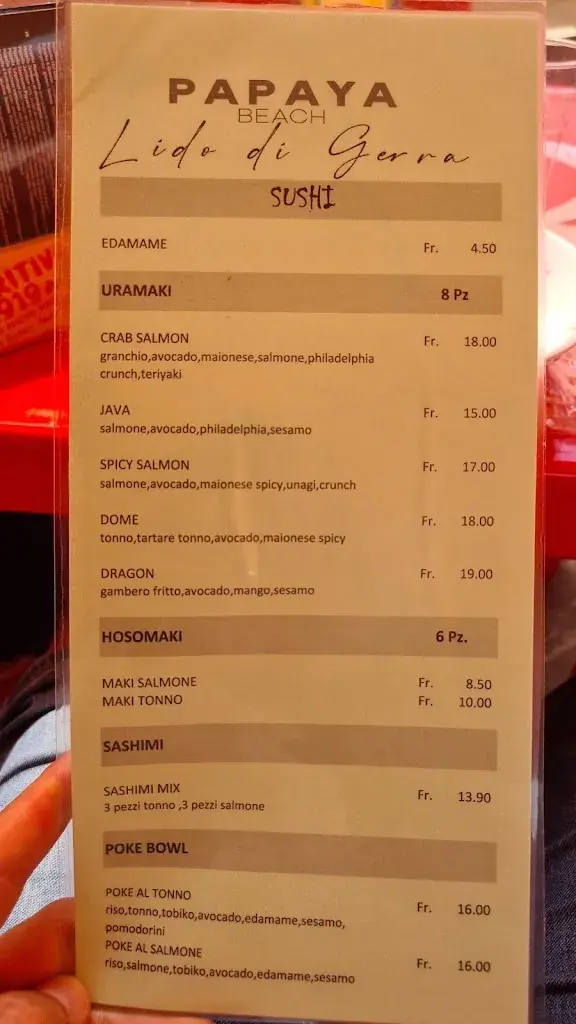 PAPAYA
BEACH
Lido di Gerra
SUSHI
EDAMAME Fr. 4.50
URAMAKI 8 Pz
CRAB SALMON Fr. 18.00
granchio,avocado,maionese,salmone,philadelphia
crunch,teriyaki
JAVA Fr. 15.00
salmone,avocado,philadelphia,sesamo
SPICY SALMON Fr. 17.00
salmone,avocado,maionese spicy,unagi,crunch
DOME Fr. 18.00
tonno,tartare tonno,avocado,maionese spicy
DRAGON Fr. 19.00
gambero fritto,avocado,mango,sesamo
HOSOMAKI 6 Pz.
MAKI SALMONE Fr. 8.50
MAKI TONNO Fr. 10.00
SASHIMI
SASHIMI MIX Fr. 13.90
3 pezzi tonno ,3 pezzi salmone
POKE BOWL
POKE AL TONNO Fr. 16.00
riso,tonno,tobiko,avocado,edamame,sesamo,
pomodorini
POKE AL SALMONE Fr. 16.00
riso,salmone,tobiko,avocado,edamame,sesamo